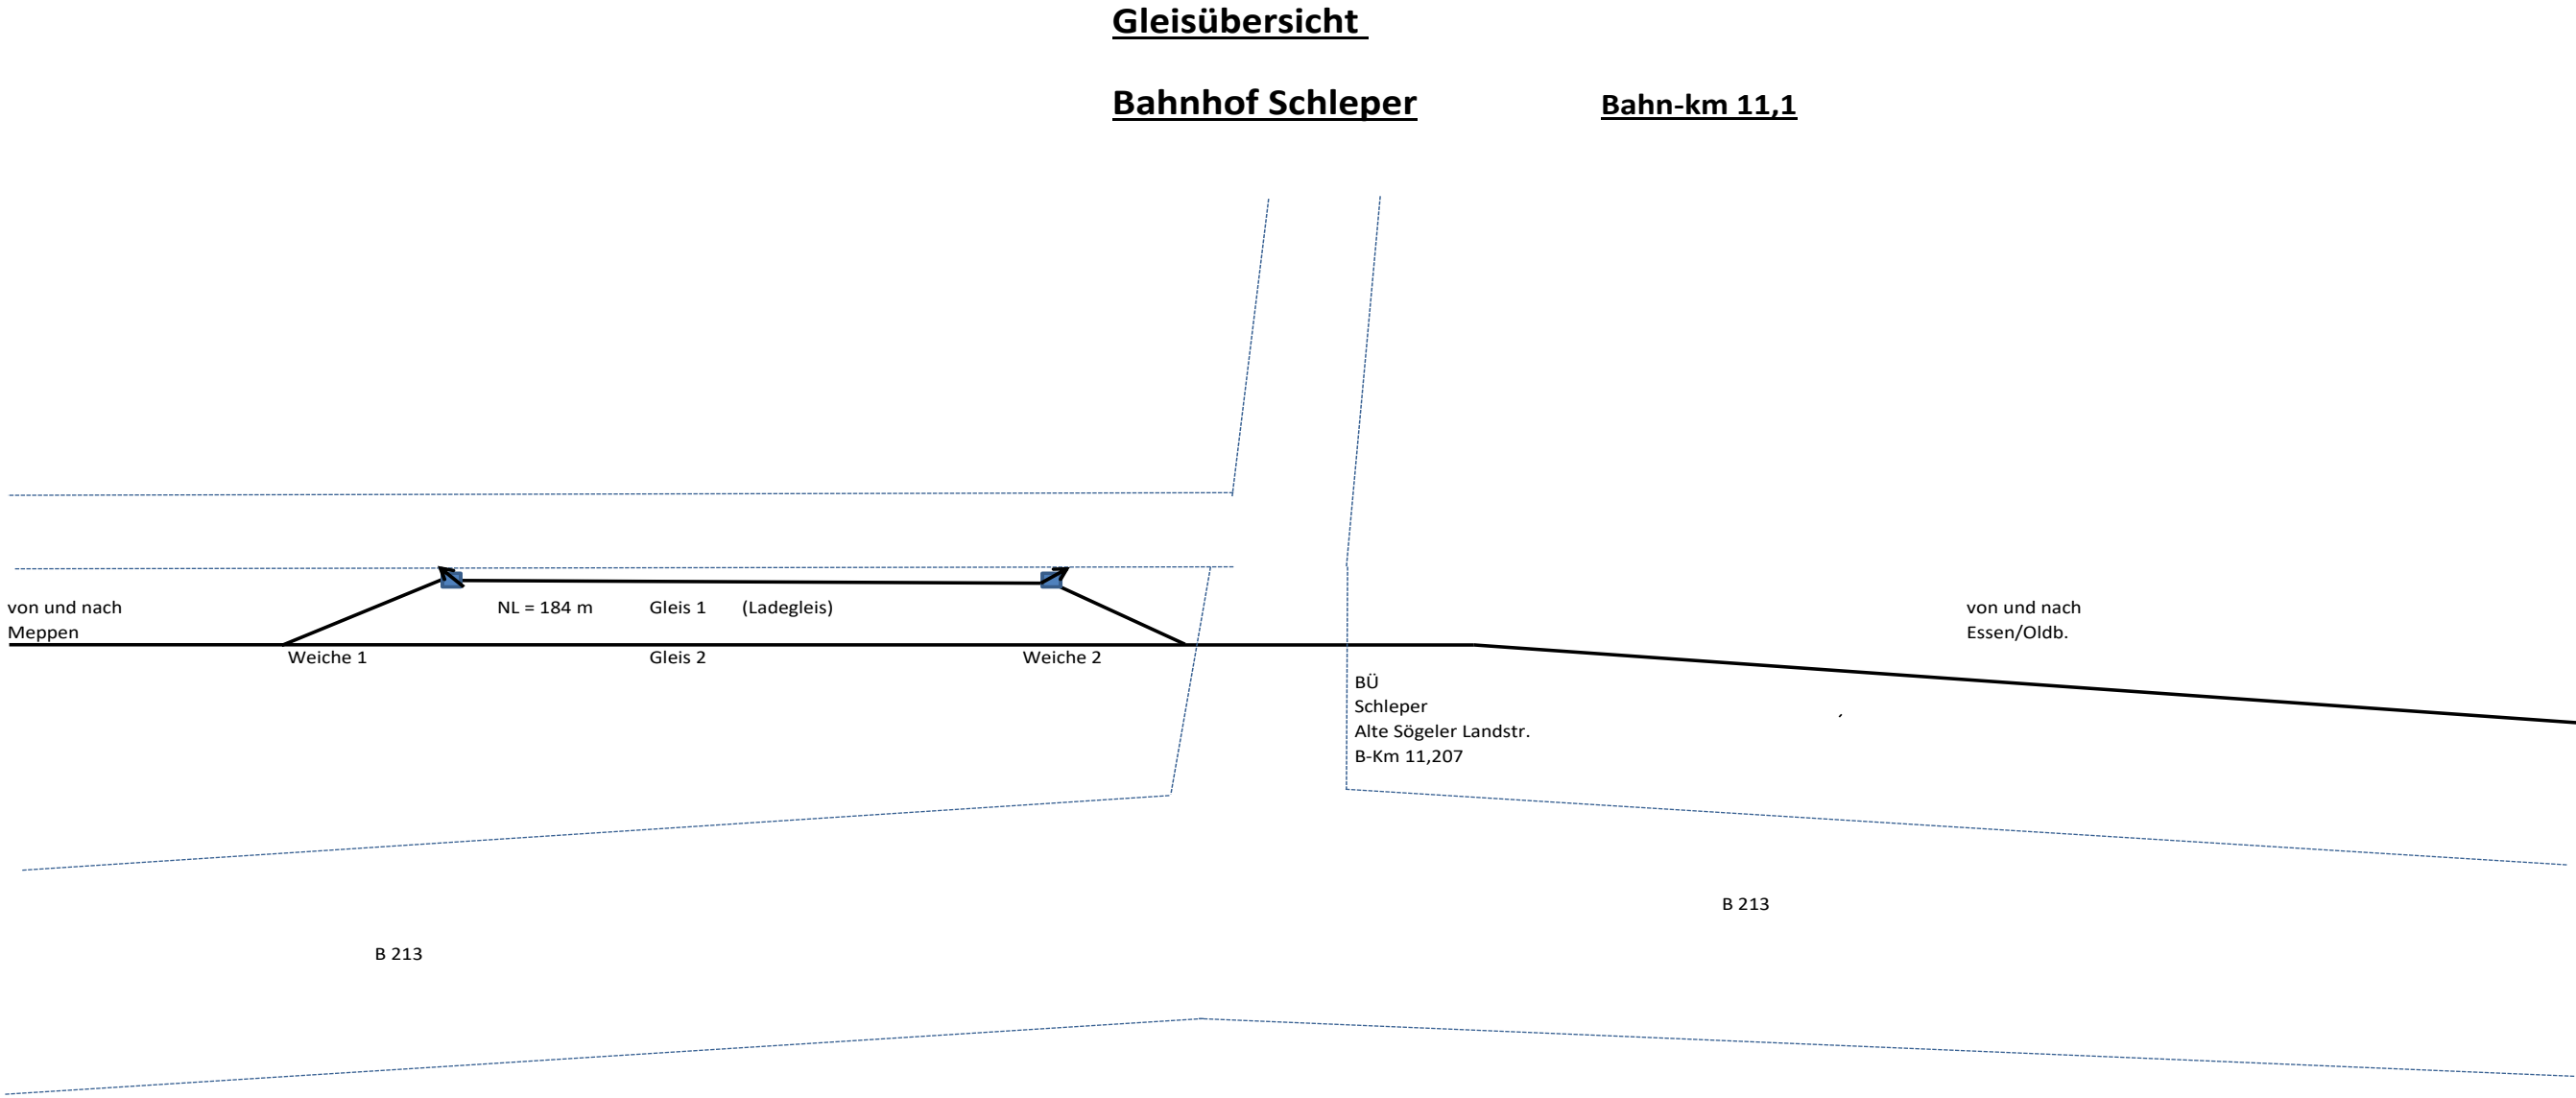 Gleisübersicht
Bahnhof Schleper
Bahn-km 11,1
von und nach
Meppen
NL = 184 m
Gleis 1
(Ladegleis)
von und nach
Essen/Oldb.
Weiche 1
Gleis 2
Weiche 2
BÜ
Schleper
Alte Sögeler Landstr.
B-Km 11,207
B 213
B 213